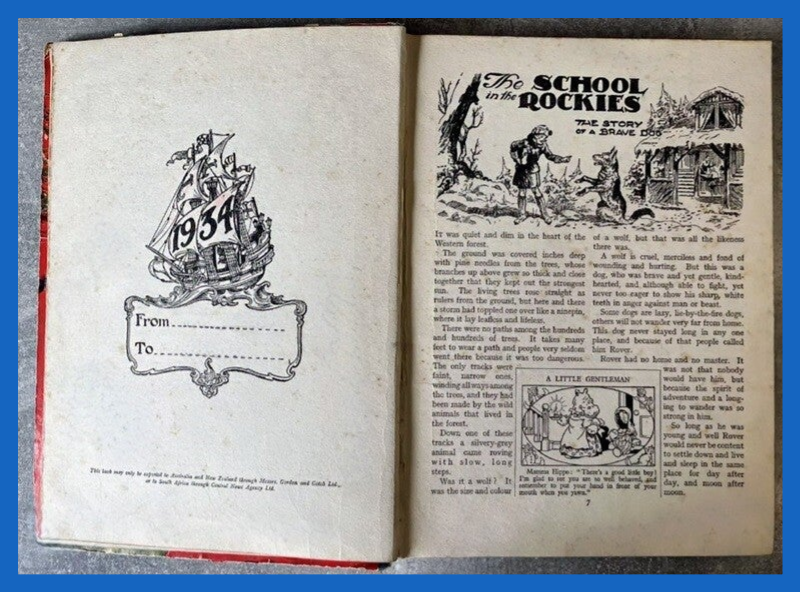 1934
From
To
This book may only be exported to Australia and New Zealand through Messrs. Gordon and Gotch Ltd.,
or to South Africa through Central News Agency Ltd.
The SCHOOL
in the ROCKIES
THE STORY
OF A BRAVE DOG
It was quiet and dim in the heart of the
Western forest.
The ground was covered inches deep
with pine needles from the trees, whose
branches up above grew so thick and close
together that they kept out the strongest
sun. The living trees rose straight as
rulers from the ground, but here and there
a storm had toppled one over like a ninepin,
where it lay leafless and lifeless.
There were no paths among the hundreds
and hundreds of trees. It takes many
feet to wear a path and people very seldom
went there because it was too dangerous.
The only tracks were
faint, narrow ones,
winding all ways among
the trees, and they had
been made by the wild
animals that lived in
the forest.
Down one of these
tracks a silvery-grey
animal came roving
with slow, long
steps.
Was it a wolf? It
was the size and colour
of a wolf, but that was all the likeness
there was.
A wolf is cruel, merciless and fond of
wounding and hurting. But this was a
dog, who was brave and yet gentle, kind-
hearted, and although able to fight, yet
never too eager to show his sharp, white
teeth in anger against man or beast.
Some dogs are lazy, lie-by-the-fire dogs,
others will not wander very far from home.
This dog never stayed long in any one
place, and because of that people called
him Rover.
Rover had no home and no master. It
was not that nobody
would have him, but
because the spirit of
adventure and a long-
ing to wander was so
strong in him.
So long as he was
young and well Rover
would never be content
to settle down and live
and sleep in the same
place for day after
day, and moon after
moon.
A LITTLE GENTLEMAN
Mamma Hippo: "There's a good little boy!
I'm glad to see you are so well behaved, and
remember to put your hand in front of your
mouth when you yawn."
7